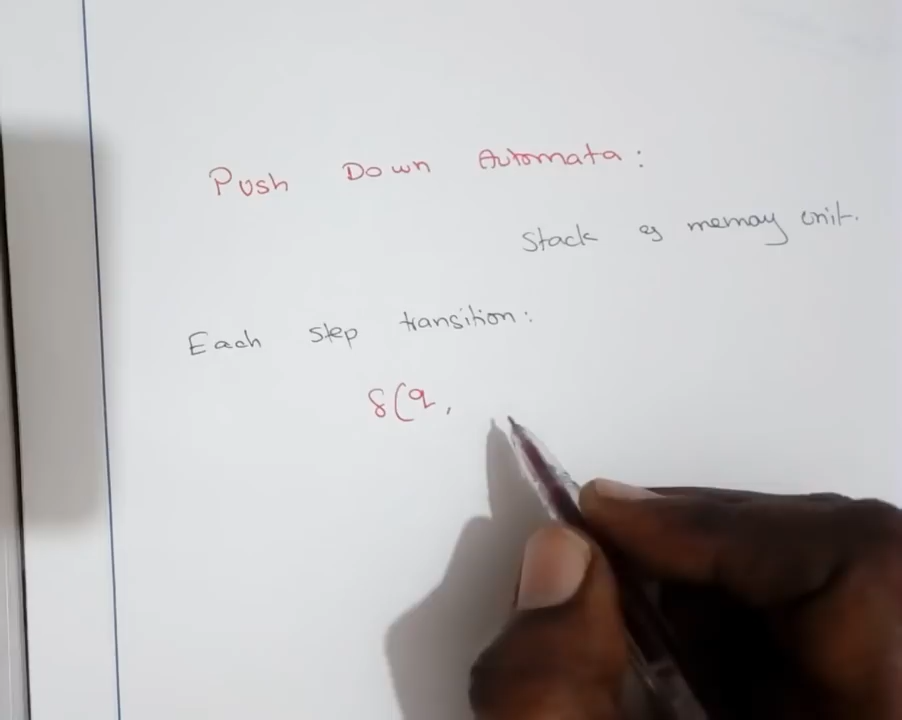 Push Down Automata:
Stack as memory unit.
Each step transition:
δ(q,